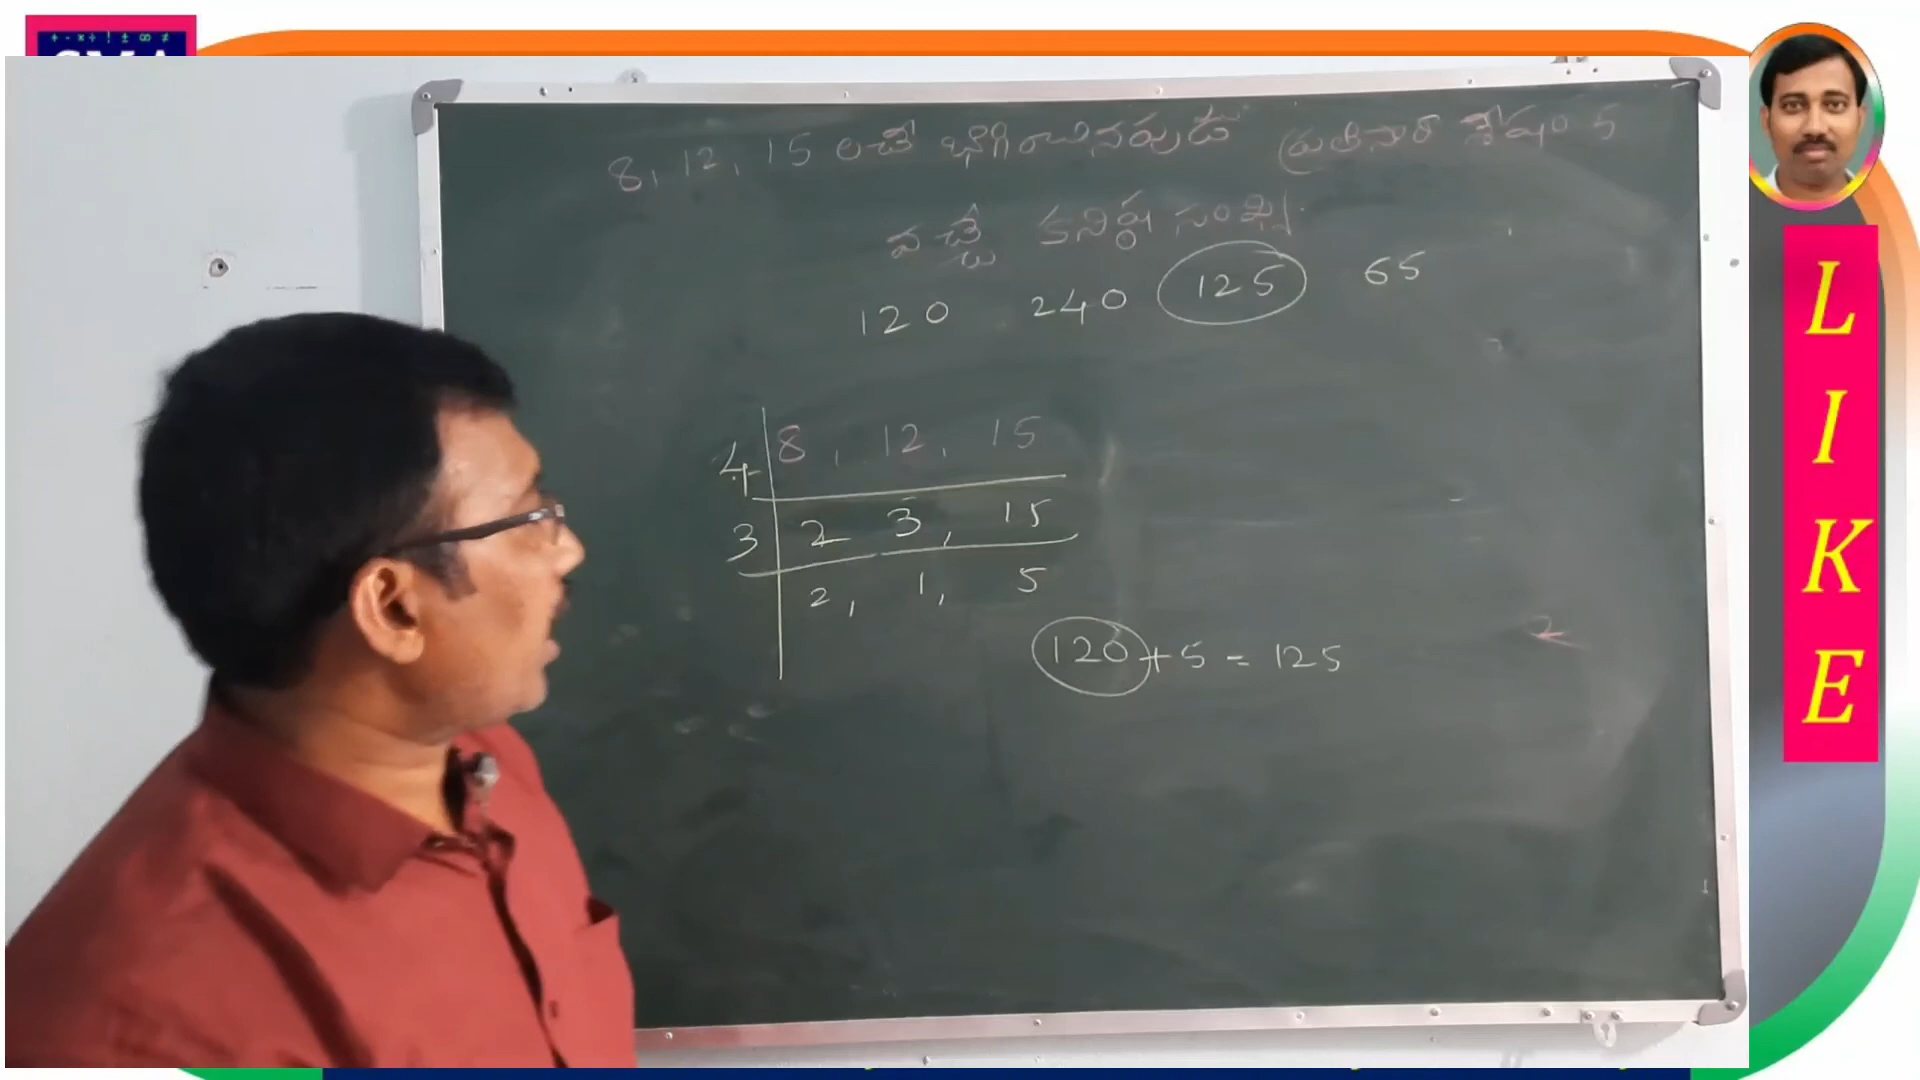 + - × ÷ ! ± ∞ ≠
8, 12, 15 లచే భాగించినపుడు ప్రతిసారీ శేషం 5
వచ్చే కనిష్ఠ సంఖ్య.
120 240 125 65
4 8, 12, 15
3 2 3, 15
2, 1, 5
120 + 5 = 125
2
L
I
K
E